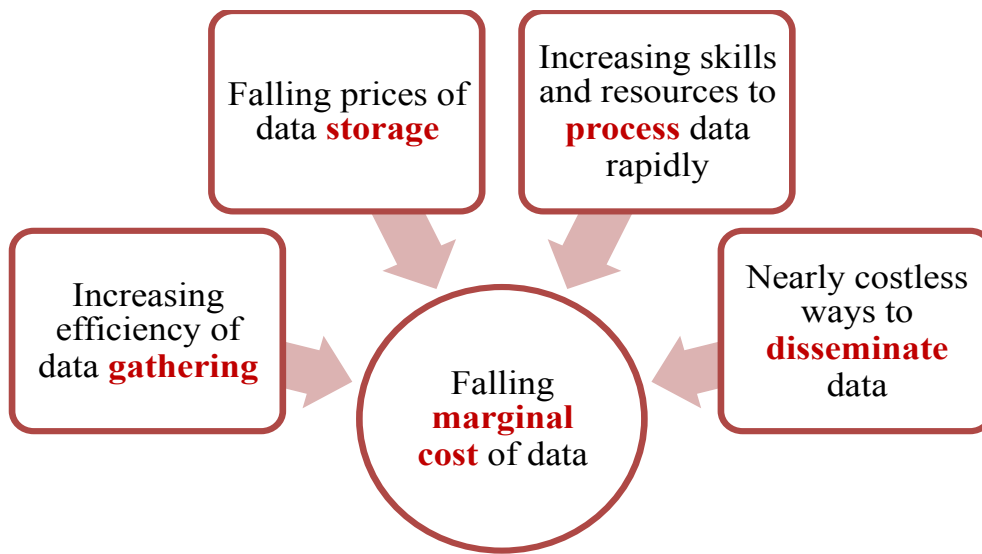 Increasing efficiency of
data gathering
Falling prices of
data storage
Increasing skills
and resources to
process data
rapidly
Nearly costless
ways to
disseminate
data
Falling
marginal
cost of data